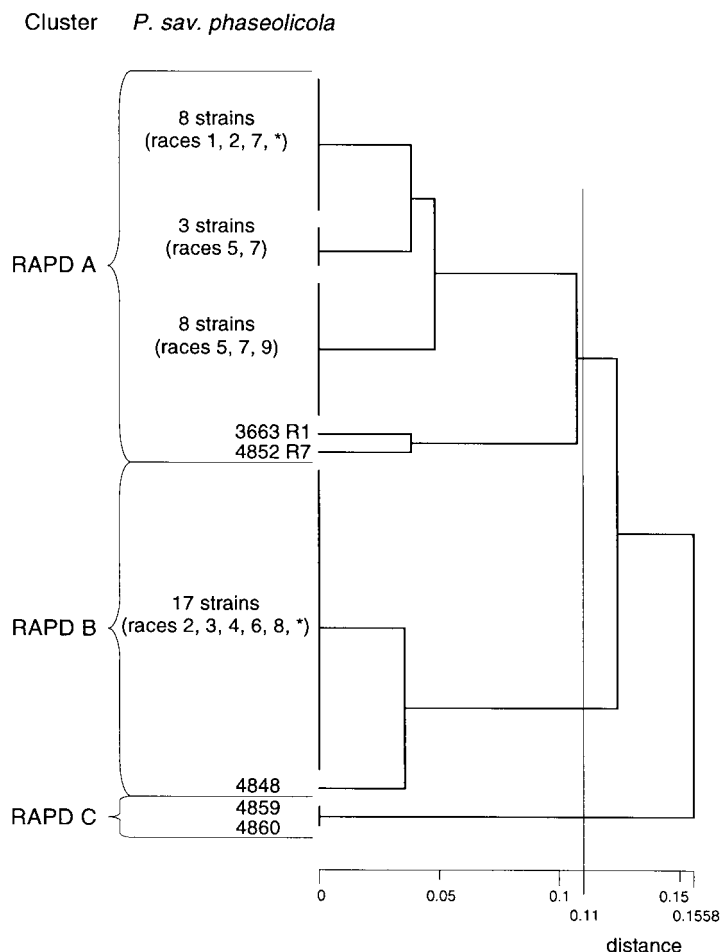 Cluster P. sav. phaseolicola
8 strains
(races 1, 2, 7, *)
3 strains
(races 5, 7)
RAPD A
8 strains
(races 5, 7, 9)
3663 R1
4852 R7
17 strains
RAPD B (races 2, 3, 4, 6, 8, *)
4848
4859
RAPD C
4860
0 0.05 0.1 0.15
0.11 0.1558
distance